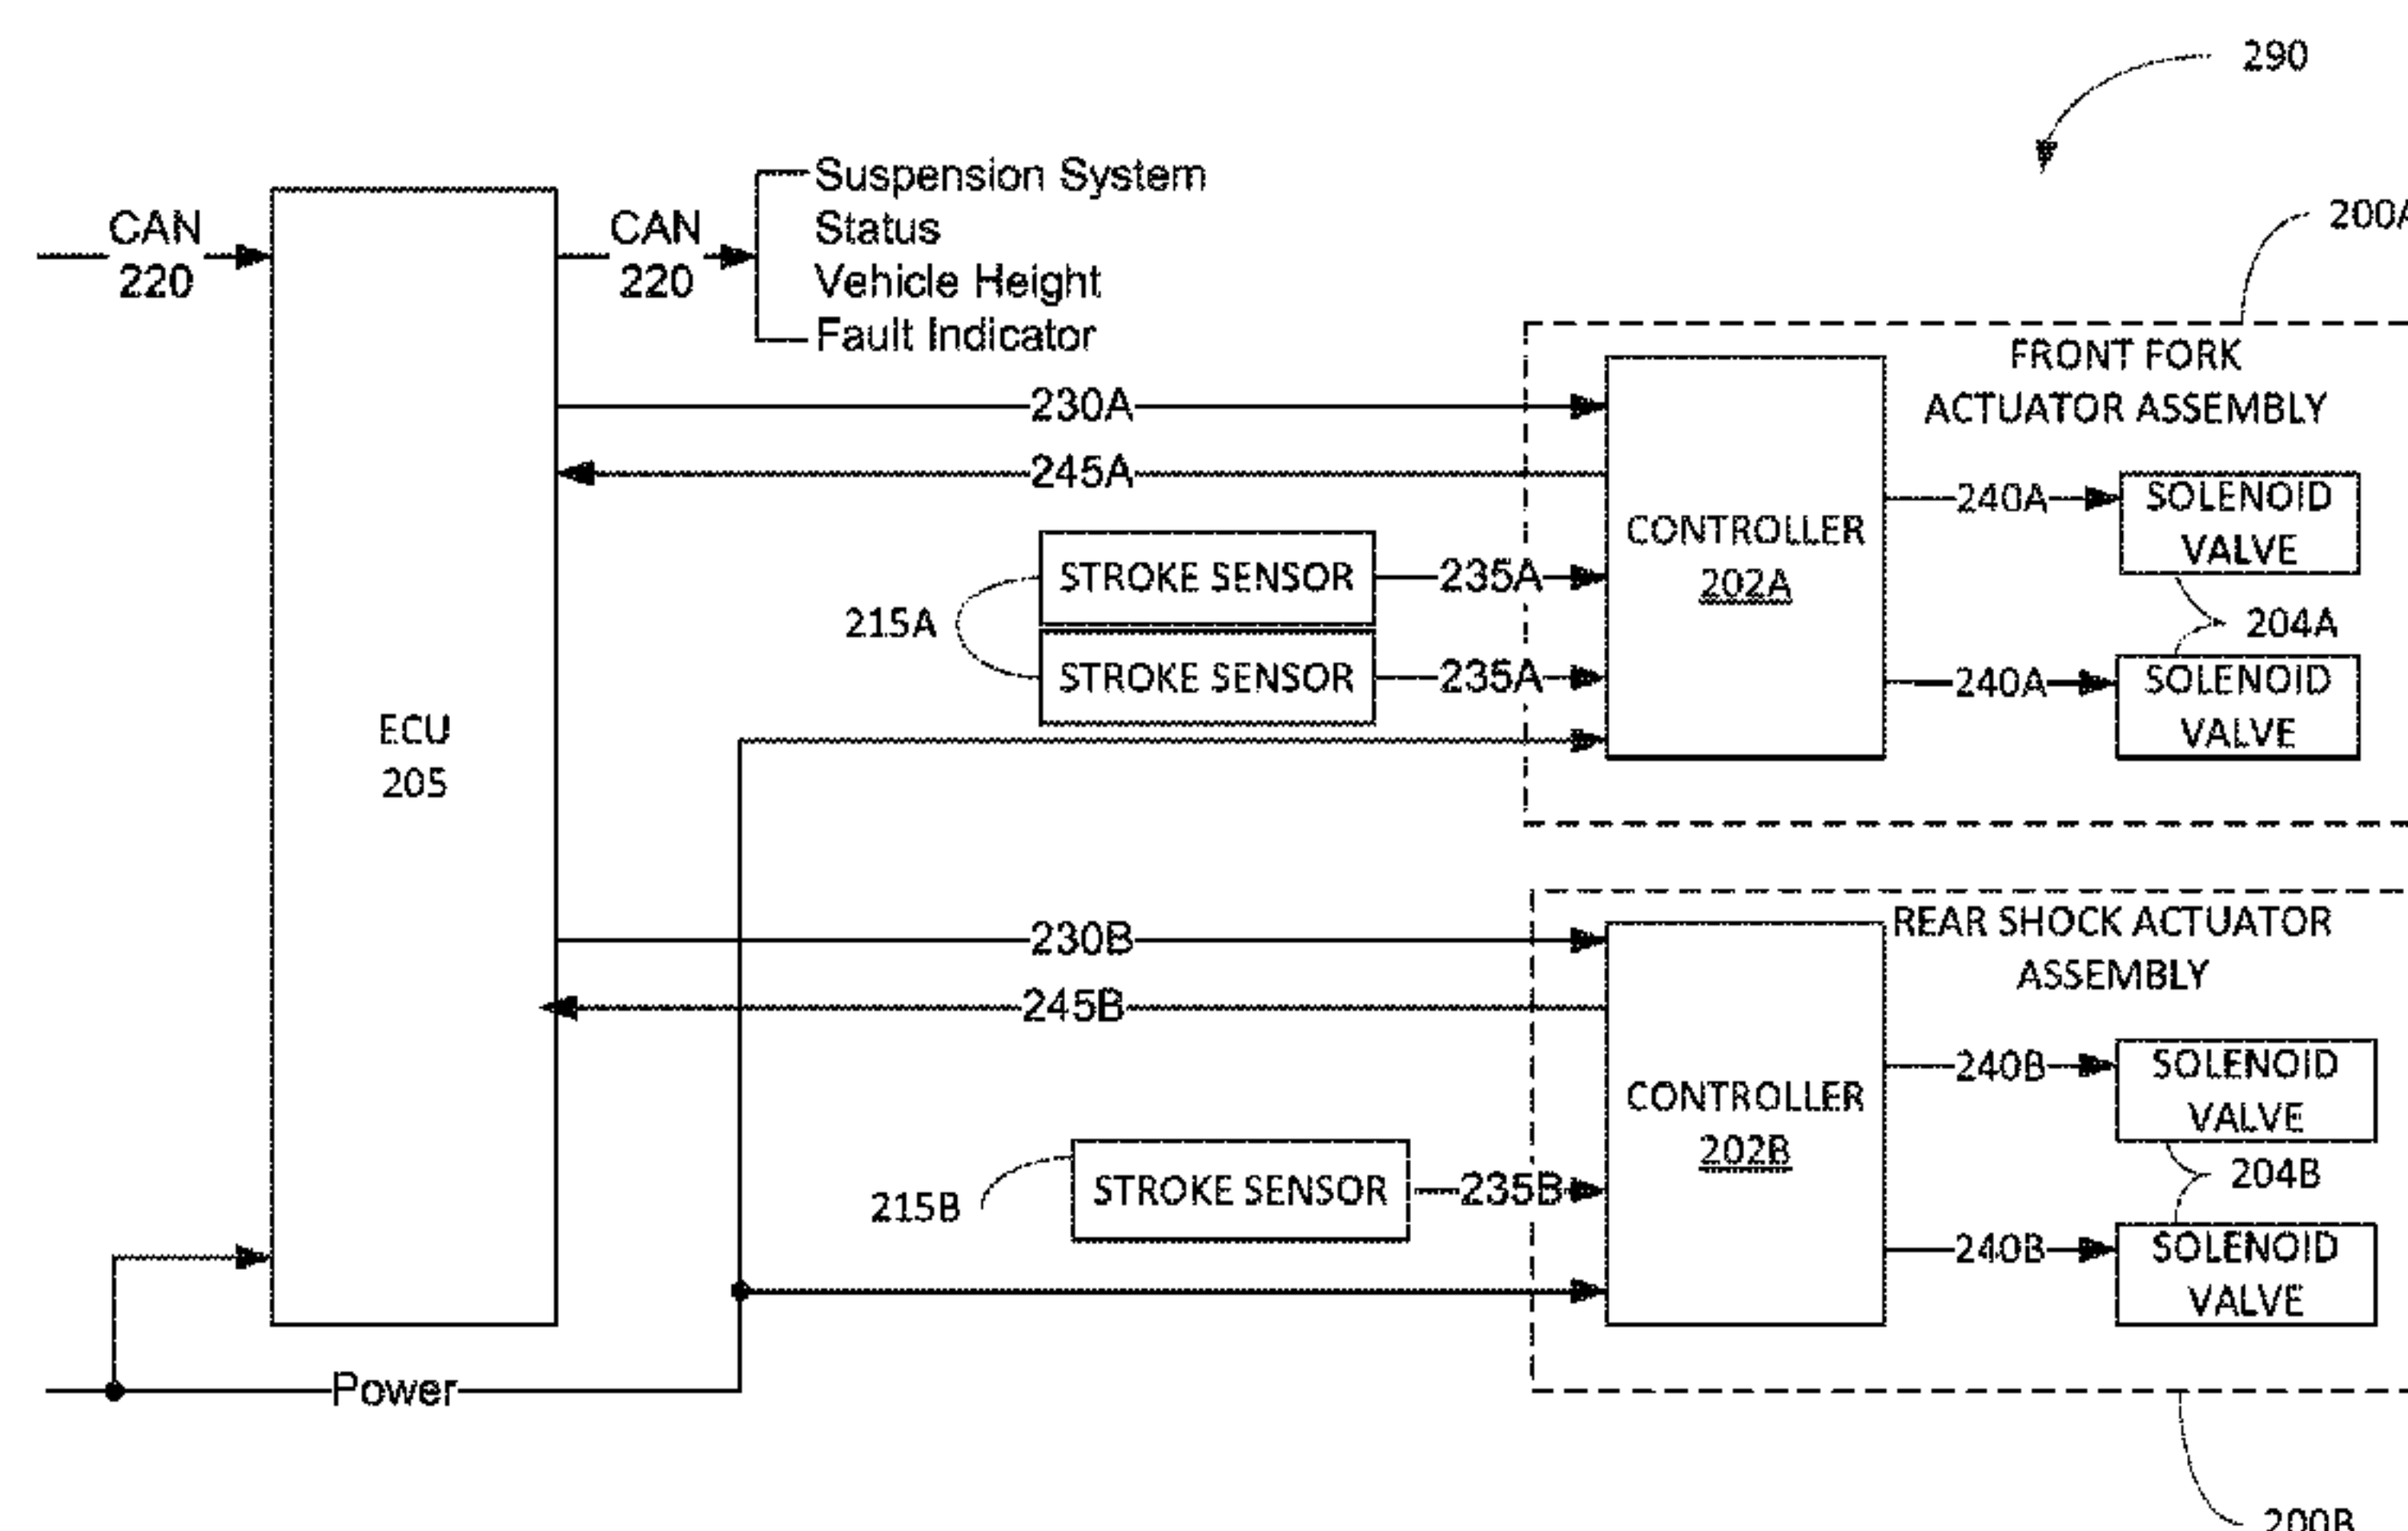 290
200A
CAN
220
CAN
220
Suspension System
Status
Vehicle Height
Fault Indicator
FRONT FORK
ACTUATOR ASSEMBLY
230A
245A
STROKE SENSOR
235A
215A
STROKE SENSOR
235A
CONTROLLER
202A
240A
SOLENOID
VALVE
204A
240A
SOLENOID
VALVE
ECU
205
REAR SHOCK ACTUATOR
ASSEMBLY
230B
245B
CONTROLLER
202B
240B
SOLENOID
VALVE
204B
240B
SOLENOID
VALVE
STROKE SENSOR
235B
215B
Power
200B